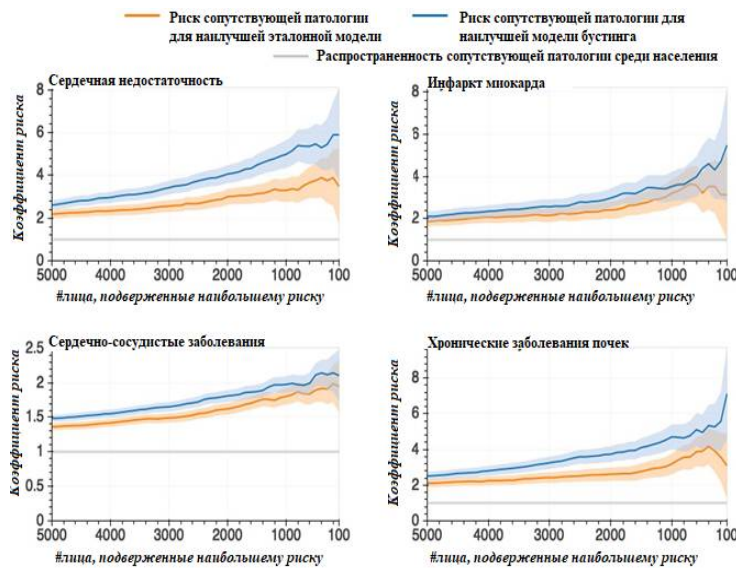 Риск сопутствующей патологии для наилучшей эталонной модели
Риск сопутствующей патологии для наилучшей модели бустинга
Распространенность сопутствующей патологии среди населения
Сердечная недостаточность
Коэффициент риска
8
6
4
2
0
5000 4000 3000 2000 1000 100
#лица, подверженные наибольшему риску
Инфаркт миокарда
Коэффициент риска
8
6
4
2
0
5000 4000 3000 2000 1000 100
#лица, подверженные наибольшему риску
Сердечно-сосудистые заболевания
Коэффициент риска
2.5
2
1.5
1
0.5
0
5000 4000 3000 2000 1000 100
#лица, подверженные наибольшему риску
Хронические заболевания почек
Коэффициент риска
8
6
4
2
0
5000 4000 3000 2000 1000 100
#лица, подверженные наибольшему риску